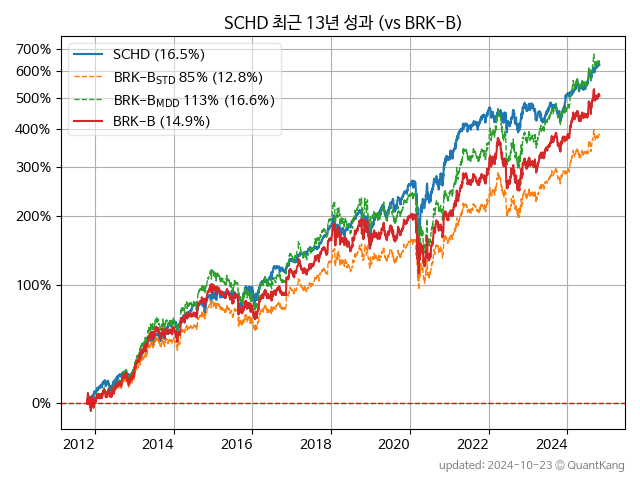 SCHD 최근 13년 성과 (vs BRK-B)
700%
600%
500%
400%
300%
200%
100%
0%
SCHD (16.5%)
BRK-BSTD 85% (12.8%)
BRK-BMDD 113% (16.6%)
BRK-B (14.9%)
2012 2014 2016 2018 2020 2022 2024
updated: 2024-10-23 © QuantKang